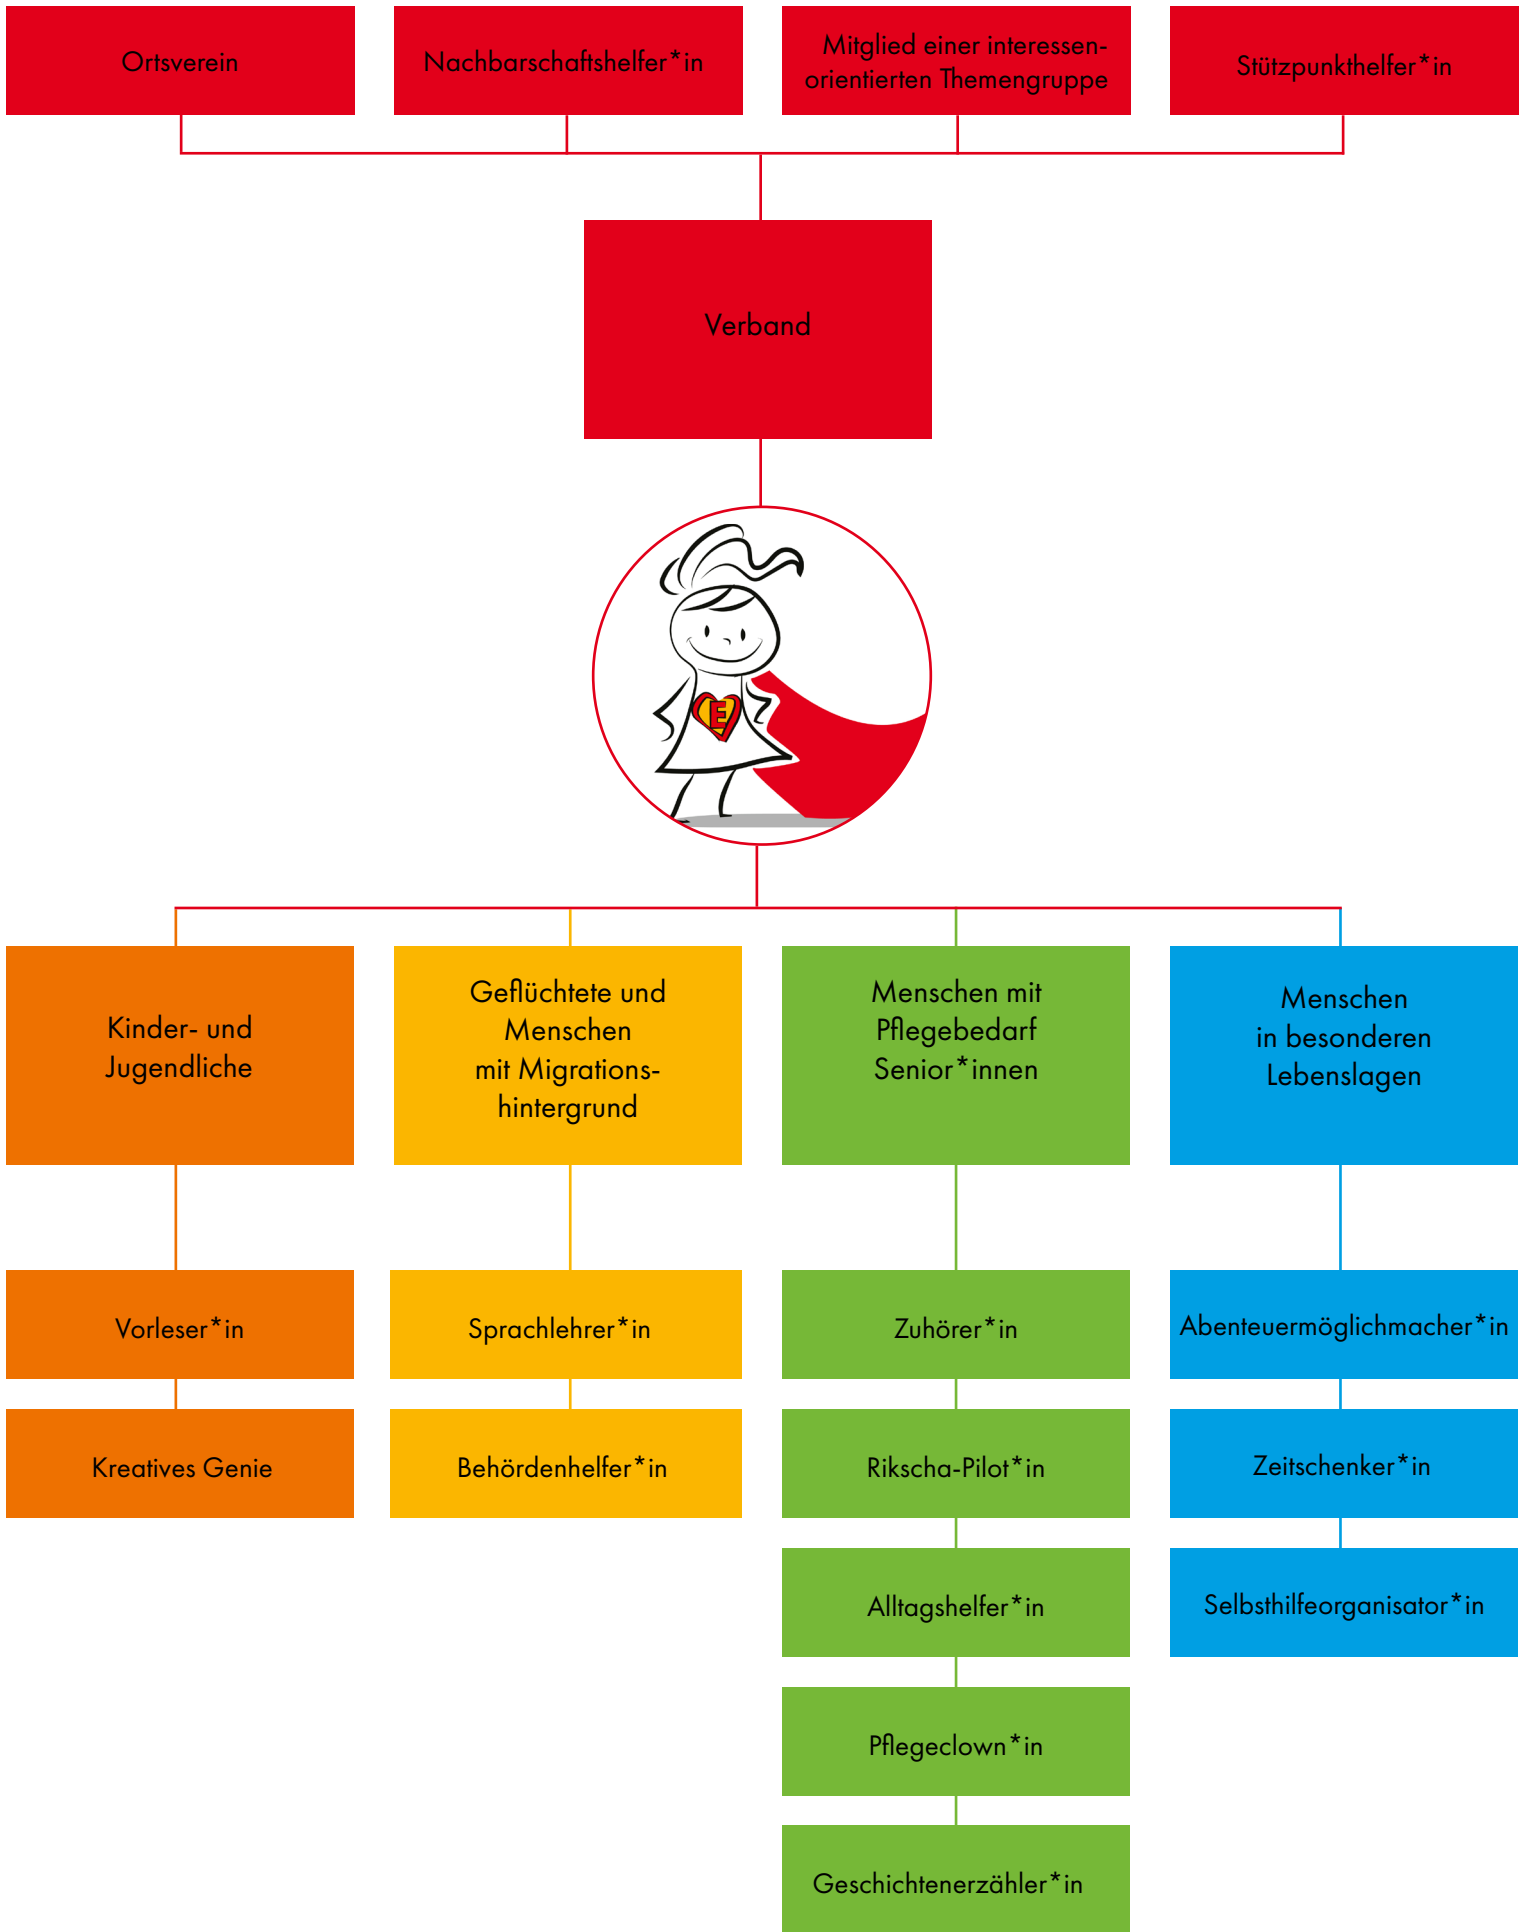 Ortsverein
Nachbarschaftshelfer*in
Mitglied einer interessen-
orientierten Themengruppe
Stützpunkthelfer*in
Verband
E
Kinder- und
Jugendliche
Geflüchtete und
Menschen
mit Migrations-
hintergrund
Menschen mit
Pflegebedarf
Senior*innen
Menschen
in besonderen
Lebenslagen
Vorleser*in
Sprachlehrer*in
Zuhörer*in
Abenteuermöglichmacher*in
Kreatives Genie
Behördenhelfer*in
Rikscha-Pilot*in
Zeitschenker*in
Alltagshelfer*in
Selbsthilfeorganisator*in
Pflegeclown*in
Geschichtenerzähler*in